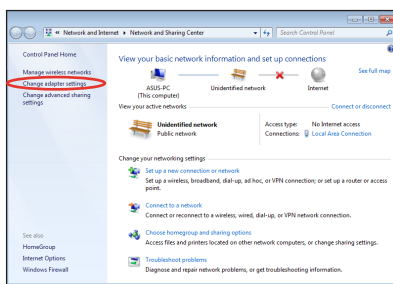 « Network and Internet ▸ Network and Sharing Center
Search Control Panel
Control Panel Home
Manage wireless networks
Change adapter settings
Change advanced sharing
settings
See also
HomeGroup
Internet Options
Windows Firewall
View your basic network information and set up connections
See full map
ASUS-PC
(This computer)
Unidentified network
Internet
View your active networks
Connect or disconnect
Unidentified network
Public network
Access type: No Internet access
Connections: Local Area Connection
Change your networking settings
Set up a new connection or network
Set up a wireless, broadband, dial-up, ad hoc, or VPN connection; or set up a router or access
point.
Connect to a network
Connect or reconnect to a wireless, wired, dial-up, or VPN network connection.
Choose homegroup and sharing options
Access files and printers located on other network computers, or change sharing settings.
Troubleshoot problems
Diagnose and repair network problems, or get troubleshooting information.